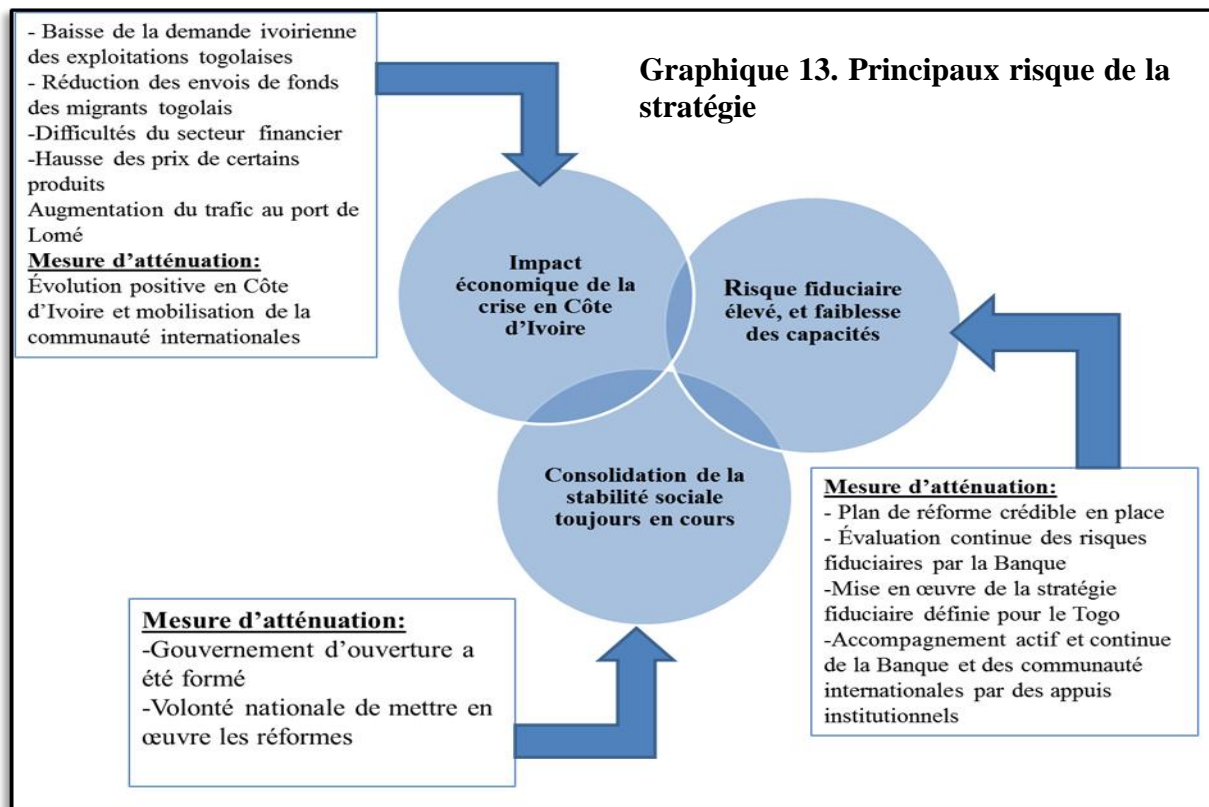 Graphique 13. Principaux risque de la
stratégie
- Baisse de la demande ivoirienne
des exploitations togolaises
- Réduction des envois de fonds
des migrants togolais
-Difficultés du secteur financier
-Hausse des prix de certains
produits
Augmentation du trafic au port de
Lomé
Mesure d’atténuation:
Évolution positive en Côte
d’Ivoire et mobilisation de la
communauté internationales
Impact
économique de la
crise en Côte
d’Ivoire
Risque fiduciaire
élevé, et faiblesse
des capacités
Consolidation de la
stabilité sociale
toujours en cours
Mesure d’atténuation:
- Plan de réforme crédible en place
- Évaluation continue des risques
fiduciaires par la Banque
-Mise en œuvre de la stratégie
fiduciaire définie pour le Togo
-Accompagnement actif et continue
de la Banque et des communauté
internationales par des appuis
institutionnels
Mesure d’atténuation:
-Gouvernement d’ouverture a
été formé
-Volonté nationale de mettre en
œuvre les réformes